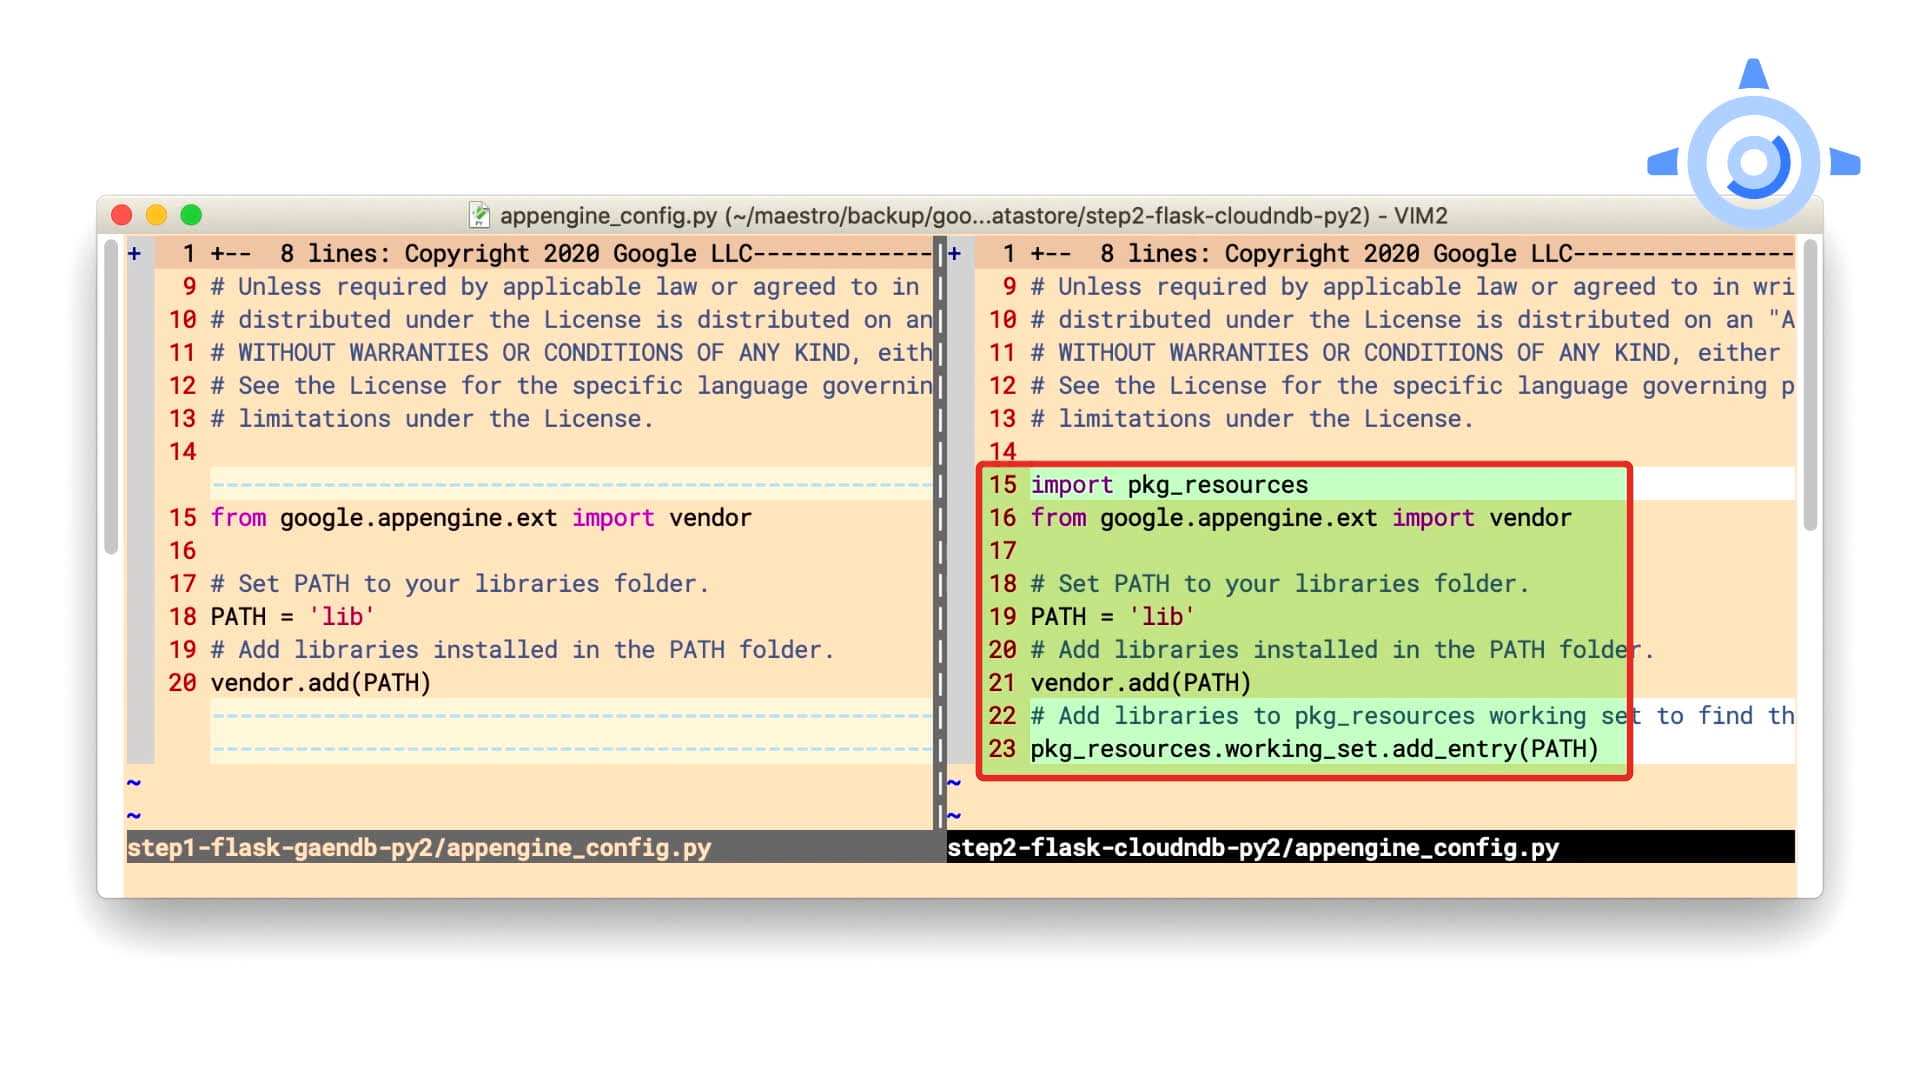 appengine_config.py (~/maestro/backup/goo...atastore/step2-flask-cloudndb-py2) - VIM2
+ 1 +-- 8 lines: Copyright 2020 Google LLC-------------
9 # Unless required by applicable law or agreed to in
10 # distributed under the License is distributed on an
11 # WITHOUT WARRANTIES OR CONDITIONS OF ANY KIND, eith
12 # See the License for the specific language governin
13 # limitations under the License.
14
----------------------------------------------------
15 from google.appengine.ext import vendor
16
17 # Set PATH to your libraries folder.
18 PATH = 'lib'
19 # Add libraries installed in the PATH folder.
20 vendor.add(PATH)
----------------------------------------------------
----------------------------------------------------
~
~
step1-flask-gaendb-py2/appengine_config.py
+ 1 +-- 8 lines: Copyright 2020 Google LLC----------------
9 # Unless required by applicable law or agreed to in wri
10 # distributed under the License is distributed on an "A
11 # WITHOUT WARRANTIES OR CONDITIONS OF ANY KIND, either
12 # See the License for the specific language governing p
13 # limitations under the License.
14
15 import pkg_resources
16 from google.appengine.ext import vendor
17
18 # Set PATH to your libraries folder.
19 PATH = 'lib'
20 # Add libraries installed in the PATH folder.
21 vendor.add(PATH)
22 # Add libraries to pkg_resources working set to find th
23 pkg_resources.working_set.add_entry(PATH)
~
~
step2-flask-cloudndb-py2/appengine_config.py